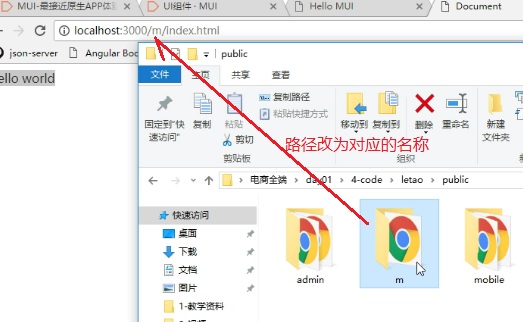 MUI-最接近原生APP体验
UI组件 - MUI
Hello MUI
Document
localhost:3000/m/index.html
json-server
Angular
ello world
public
文件
主页
共享
查看
固定到"快速访问"
复制
粘贴
复制路径
粘贴快捷方式
剪切
移动到
复制到
删除
重命名
新建
文件夹
剪贴板
组织
路径改为对应的名称
电商全端
day01
4-code
letao
public
快速访问
桌面
下载
文档
图片
1-教学资料
admin
m
mobile